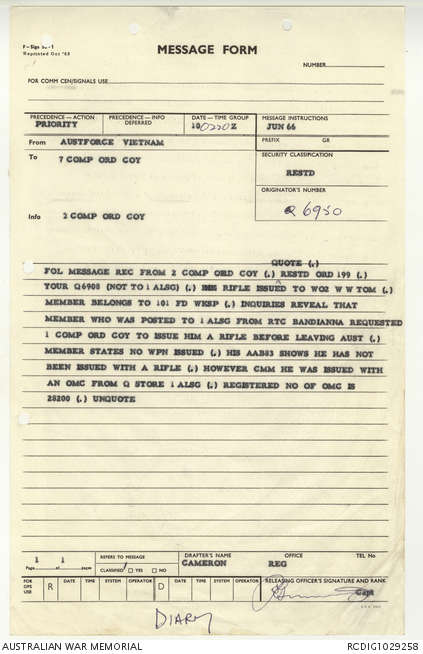 F—Sigs
Reprinted Oct '65
MESSAGE FORM
NUMBER
FOR COMM CEN/SIGNALS USE
PRECEDENCE — ACTION
PRIORITY
PRECEDENCE — INFO
DEFERRED
DATE — TIME GROUP
100220Z
MESSAGE INSTRUCTIONS
JUN 66
From AUSTFORCE VIETNAM
PREFIX GR
To 7 COMP ORD COY
SECURITY CLASSIFICATION
RESTD
ORIGINATOR'S NUMBER
Q 6950
Info 2 COMP ORD COY
QUOTE (.)
FOL MESSAGE REC FROM 2 COMP ORD COY (.) RESTD ORD 199 (.)
YOUR Q6908 (NOT TO 1 ALSG) (.) RIFLE ISSUED TO WO2 W W TOM (.)
MEMBER BELONGS TO 101 FD WKSP (.) INQUIRIES REVEAL THAT
MEMBER WHO WAS POSTED TO 1 ALSG FROM RTC BANDIANNA REQUESTED
1 COMP ORD COY TO ISSUE HIM A RIFLE BEFORE LEAVING AUST (.)
MEMBER STATES NO WPN ISSUED (.) HIS AAB83 SHOWS HE HAS NOT
BEEN ISSUED WITH A RIFLE (.) HOWEVER CMM HE WAS ISSUED WITH
AN OMC FROM Q STORE 1 ALSG (.) REGISTERED NO OF OMC IS
28200 (.) UNQUOTE
Page 1 of 1 pages
REFERS TO MESSAGE
CLASSIFIED YES NO
DRAFTER'S NAME
CAMERON
OFFICE
REG
TEL No
FOR OPS USE
R DATE TIME SYSTEM OPERATOR D DATE TIME SYSTEM OPERATOR
RELEASING OFFICER'S SIGNATURE AND RANK
Capt
DIARY
AUSTRALIAN WAR MEMORIAL
RCDIG1029258